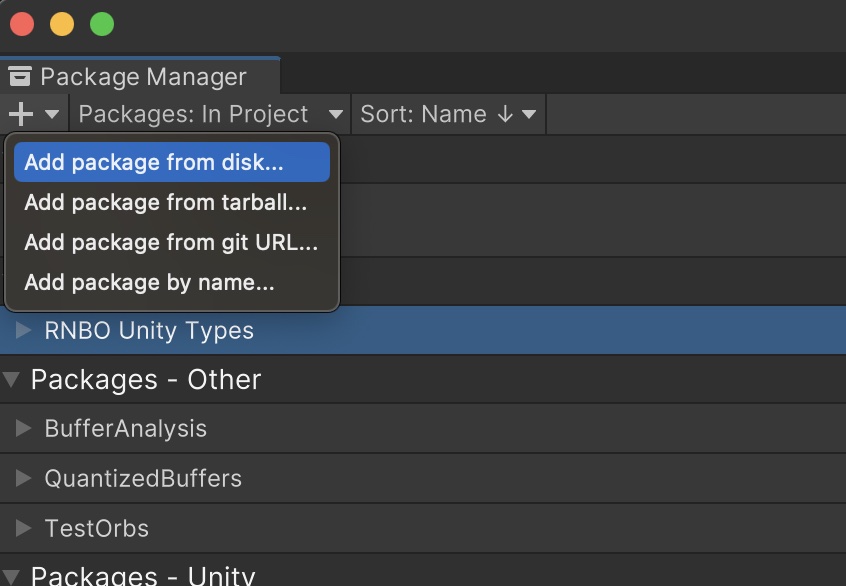 Package Manager
Packages: In Project Sort: Name ↓
Add package from disk...
Add package from tarball...
Add package from git URL...
Add package by name...
RNBO Unity Types
Packages - Other
BufferAnalysis
QuantizedBuffers
TestOrbs
Packages - Unity